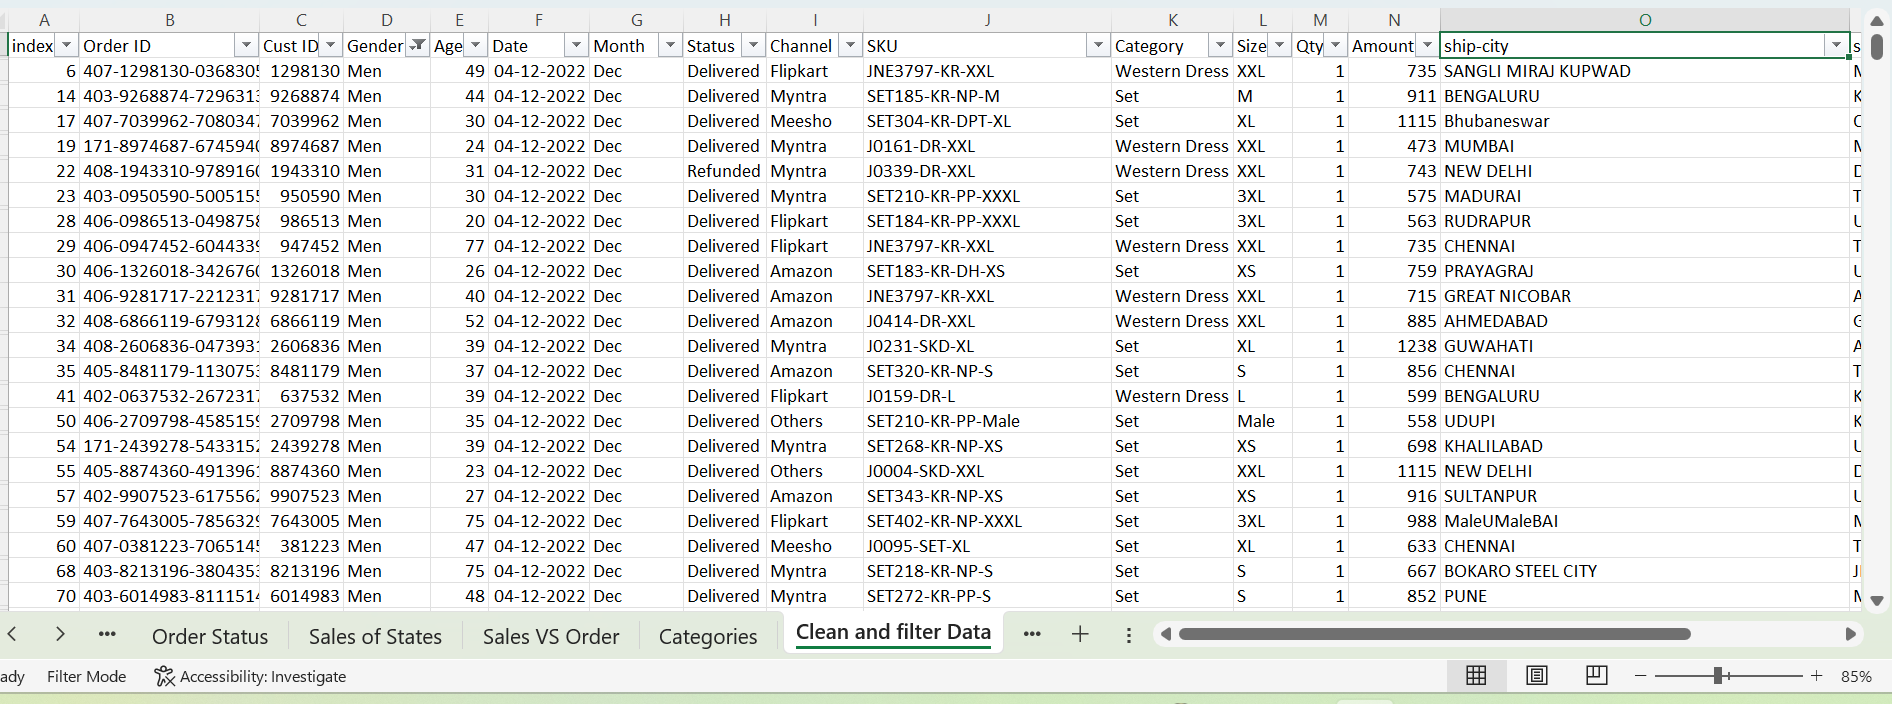 A B C D E F G H I J K L M N O
index Order ID Cust ID Gender Age Date Month Status Channel SKU Category Size Qty Amount ship-city s
6 407-1298130-036830 1298130 Men 49 04-12-2022 Dec Delivered Flipkart JNE3797-KR-XXL Western Dress XXL 1 735 SANGLI MIRAJ KUPWAD
14 403-9268874-729631 9268874 Men 44 04-12-2022 Dec Delivered Myntra SET185-KR-NP-M Set M 1 911 BENGALURU K
17 407-7039962-708034 7039962 Men 30 04-12-2022 Dec Delivered Meesho SET304-KR-DPT-XL Set XL 1 1115 Bhubaneswar
19 171-8974687-674594 8974687 Men 24 04-12-2022 Dec Delivered Myntra J0161-DR-XXL Western Dress XXL 1 473 MUMBAI
22 408-1943310-978916 1943310 Men 31 04-12-2022 Dec Refunded Myntra J0339-DR-XXL Western Dress XXL 1 743 NEW DELHI
23 403-0950590-500515 950590 Men 30 04-12-2022 Dec Delivered Myntra SET210-KR-PP-XXXL Set 3XL 1 575 MADURAI T
28 406-0986513-049875 986513 Men 20 04-12-2022 Dec Delivered Flipkart SET184-KR-PP-XXXL Set 3XL 1 563 RUDRAPUR
29 406-0947452-604433 947452 Men 77 04-12-2022 Dec Delivered Flipkart JNE3797-KR-XXL Western Dress XXL 1 735 CHENNAI T
30 406-1326018-342676 1326018 Men 26 04-12-2022 Dec Delivered Amazon SET183-KR-DH-XS Set XS 1 759 PRAYAGRAJ
31 406-9281717-221231 9281717 Men 40 04-12-2022 Dec Delivered Amazon JNE3797-KR-XXL Western Dress XXL 1 715 GREAT NICOBAR
32 408-6866119-679312 6866119 Men 52 04-12-2022 Dec Delivered Amazon J0414-DR-XXL Western Dress XXL 1 885 AHMEDABAD
34 408-2606836-047393 2606836 Men 39 04-12-2022 Dec Delivered Myntra J0231-SKD-XL Set XL 1 1238 GUWAHATI
35 405-8481179-113075 8481179 Men 37 04-12-2022 Dec Delivered Amazon SET320-KR-NP-S Set S 1 856 CHENNAI T
41 402-0637532-267231 637532 Men 39 04-12-2022 Dec Delivered Flipkart J0159-DR-L Western Dress L 1 599 BENGALURU K
50 406-2709798-458515 2709798 Men 35 04-12-2022 Dec Delivered Others SET210-KR-PP-Male Set Male 1 558 UDUPI K
54 171-2439278-543315 2439278 Men 39 04-12-2022 Dec Delivered Myntra SET268-KR-NP-XS Set XS 1 698 KHALILABAD
55 405-8874360-491396 8874360 Men 23 04-12-2022 Dec Delivered Others J0004-SKD-XXL Set XXL 1 1115 NEW DELHI
57 402-9907523-617556 9907523 Men 27 04-12-2022 Dec Delivered Amazon SET343-KR-NP-XS Set XS 1 916 SULTANPUR
59 407-7643005-785632 7643005 Men 75 04-12-2022 Dec Delivered Flipkart SET402-KR-NP-XXXL Set 3XL 1 988 MaleUMaleBAI
60 407-0381223-706514 381223 Men 47 04-12-2022 Dec Delivered Meesho J0095-SET-XL Set XL 1 633 CHENNAI T
68 403-8213196-380435 8213196 Men 75 04-12-2022 Dec Delivered Myntra SET218-KR-NP-S Set S 1 667 BOKARO STEEL CITY
70 403-6014983-811151 6014983 Men 48 04-12-2022 Dec Delivered Myntra SET272-KR-PP-S Set S 1 852 PUNE
Order Status Sales of States Sales VS Order Categories Clean and filter Data
ady Filter Mode Accessibility: Investigate 85%